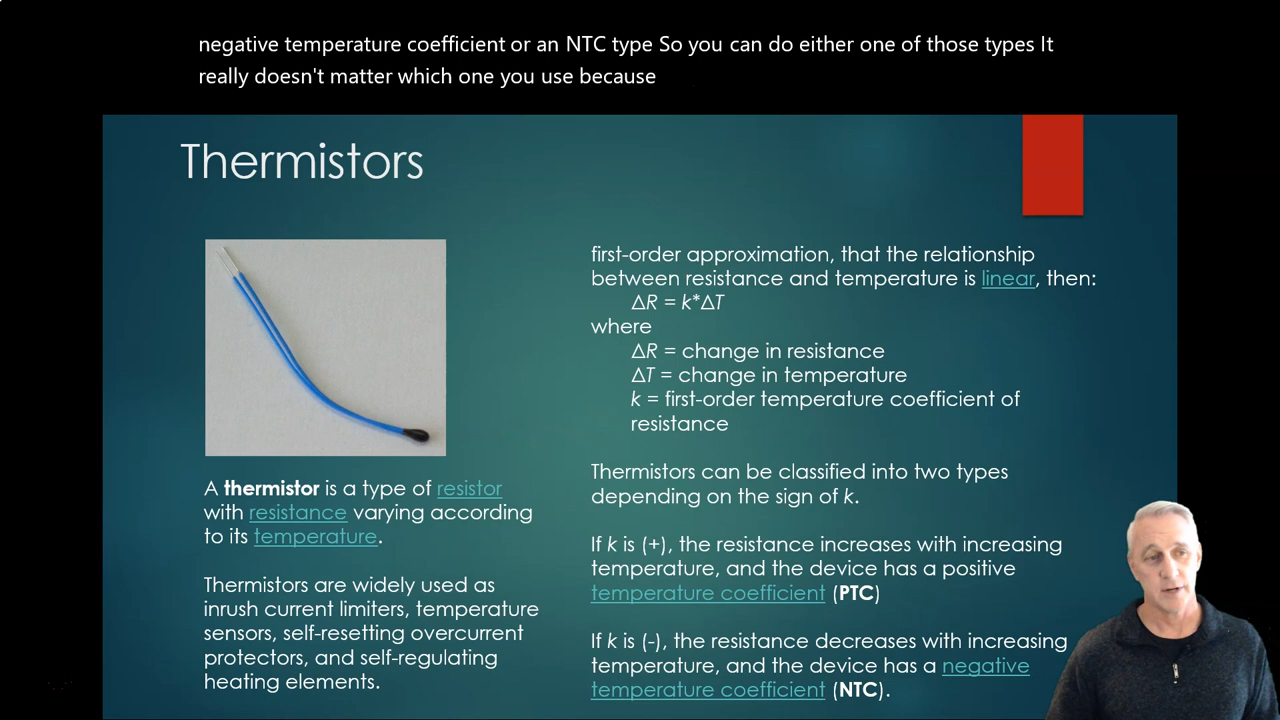 negative temperature coefficient or an NTC type So you can do either one of those types It
really doesn't matter which one you use because
Thermistors
A thermistor is a type of resistor
with resistance varying according
to its temperature.
Thermistors are widely used as
inrush current limiters, temperature
sensors, self-resetting overcurrent
protectors, and self-regulating
heating elements.
first-order approximation, that the relationship
between resistance and temperature is linear, then:
ΔR = k*ΔT
where
ΔR = change in resistance
ΔT = change in temperature
k = first-order temperature coefficient of
resistance
Thermistors can be classified into two types
depending on the sign of k.
If k is (+), the resistance increases with increasing
temperature, and the device has a positive
temperature coefficient (PTC)
If k is (-), the resistance decreases with increasing
temperature, and the device has a negative
temperature coefficient (NTC).